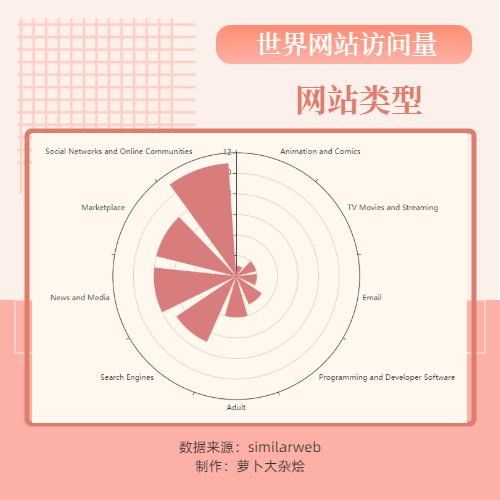 世界网站访问量
网站类型
Social Networks and Online Communities
12
Animation and Comics
Marketplace
TV Movies and Streaming
News and Media
Email
Search Engines
Programming and Developer Software
Adult
数据来源：similarweb
制作：萝卜大杂烩